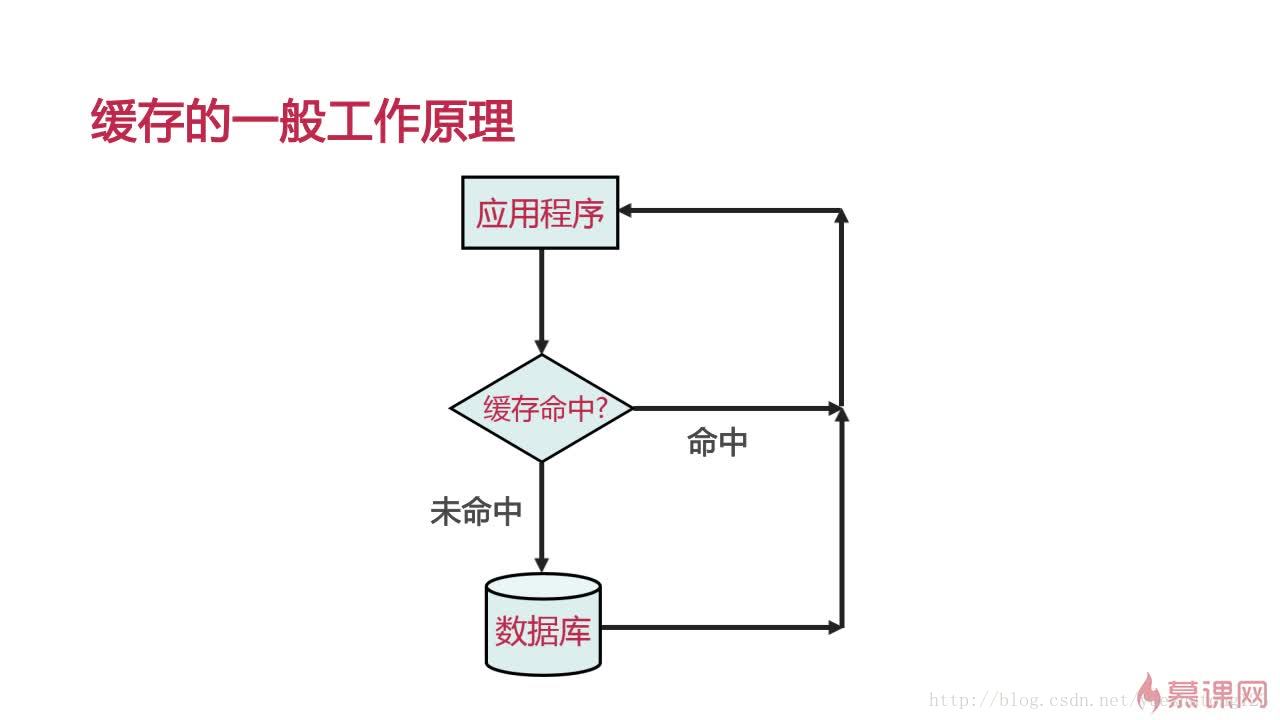 缓存的一般工作原理
应用程序
缓存命中?
命中
未命中
数据库
慕课网
http://blog.csdn.net/